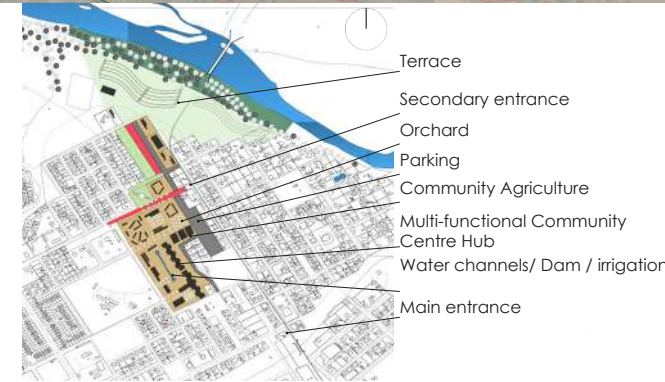 Terrace
Secondary entrance
Orchard
Parking
Community Agriculture
Multi-functional Community
Centre Hub
Water channels/ Dam / irrigation
Main entrance